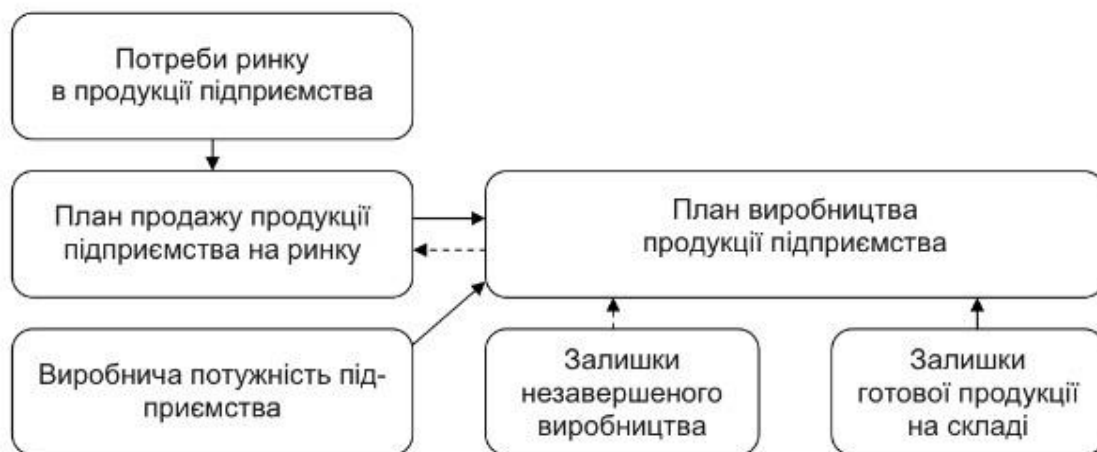 Потреби ринку
в продукції підприємства
План продажу продукції
підприємства на ринку
План виробництва
продукції підприємства
Виробнича потужність під-
приємства
Залишки
незавершеного
виробництва
Залишки
готової продукції
на складі